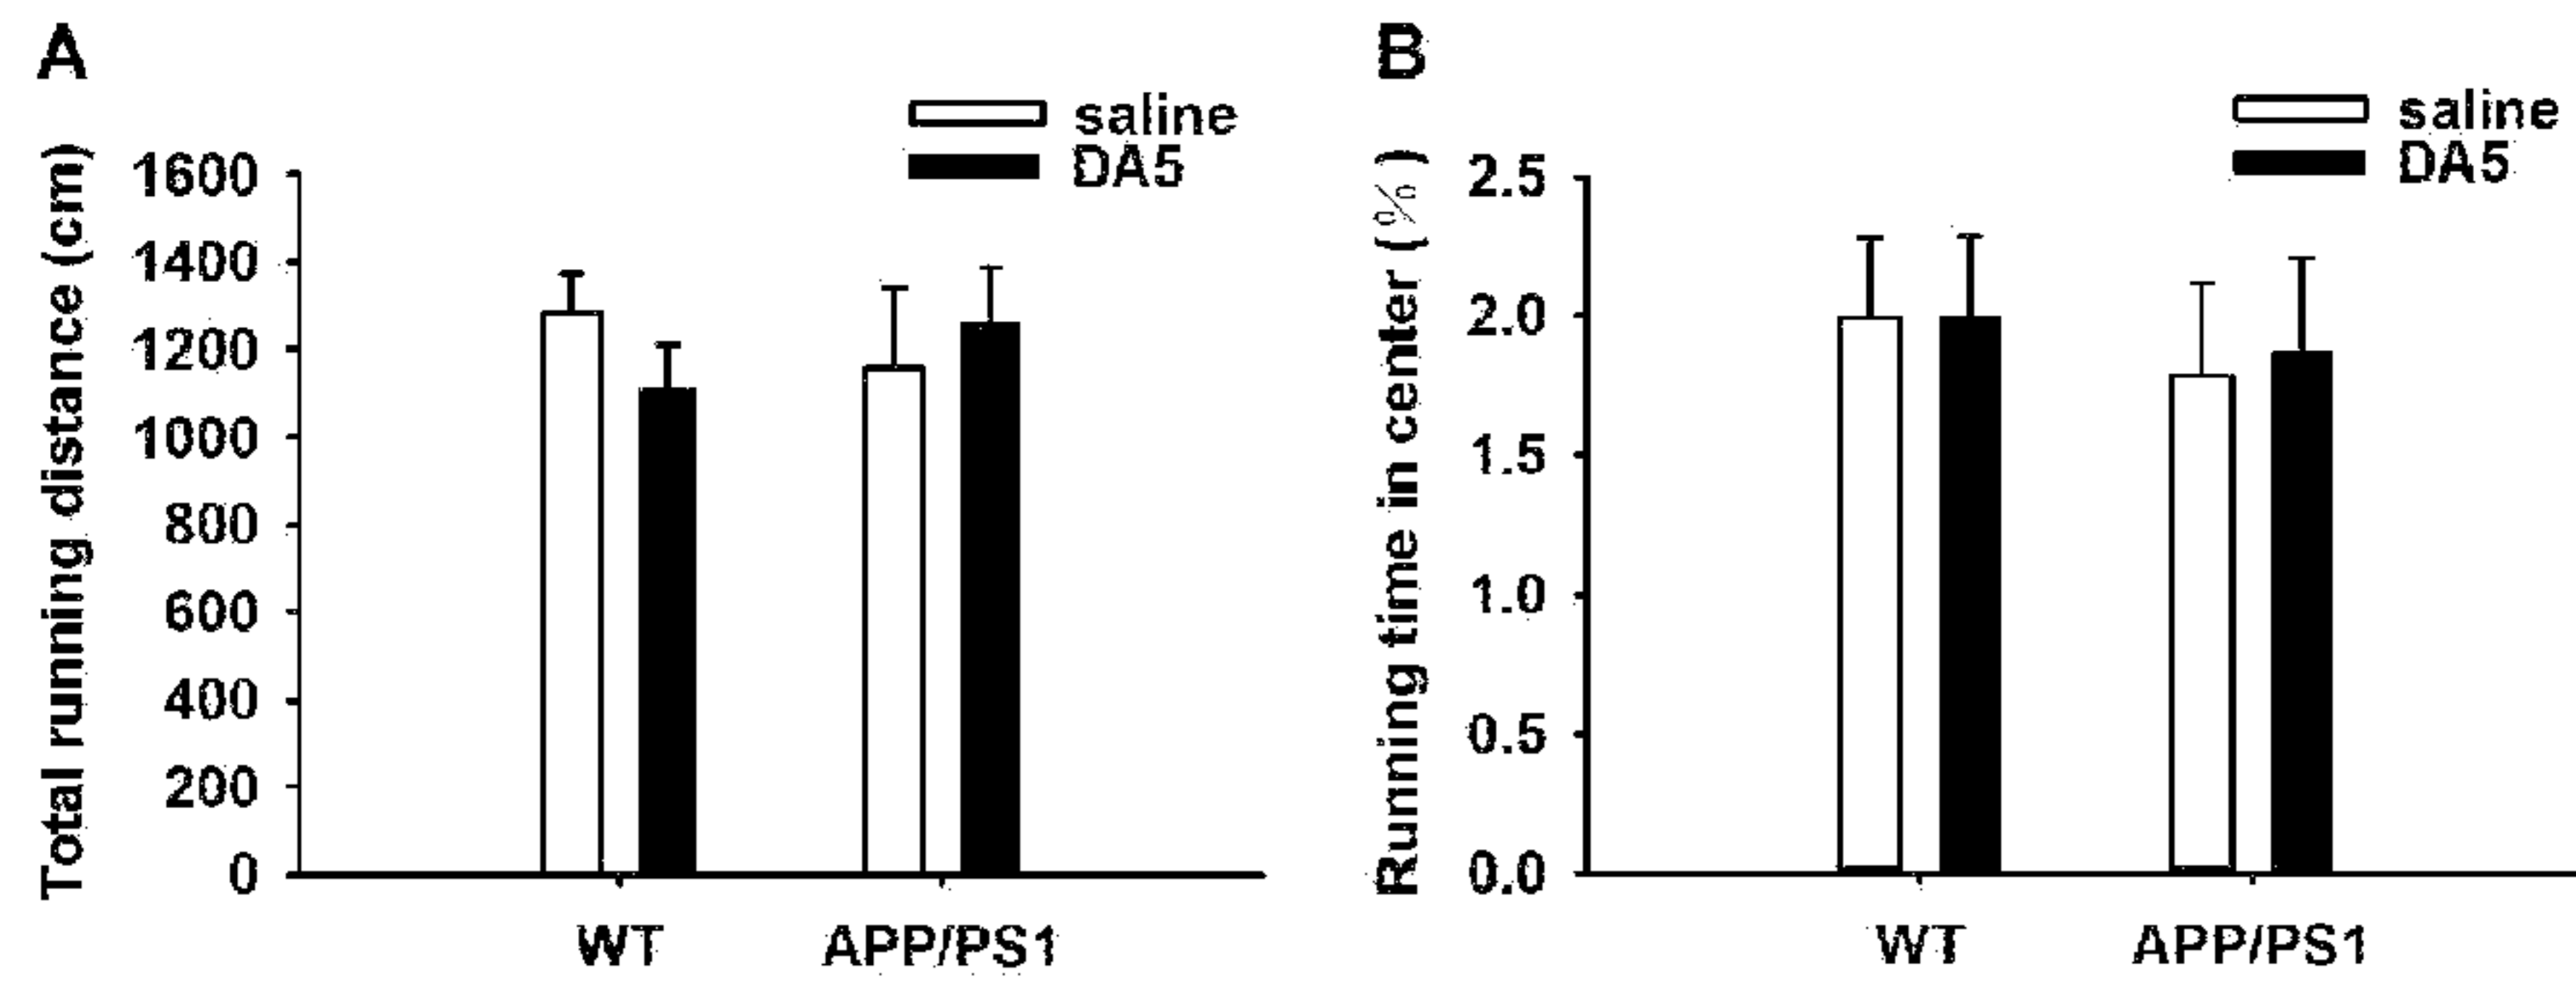 A
saline
DA5
Total running distance (cm)
1600
1400
1200
1000
800
600
400
200
0
WT APP/PS1
B
saline
DA5
Running time in center (%)
2.5
2.0
1.5
1.0
0.5
0.0
WT APP/PS1